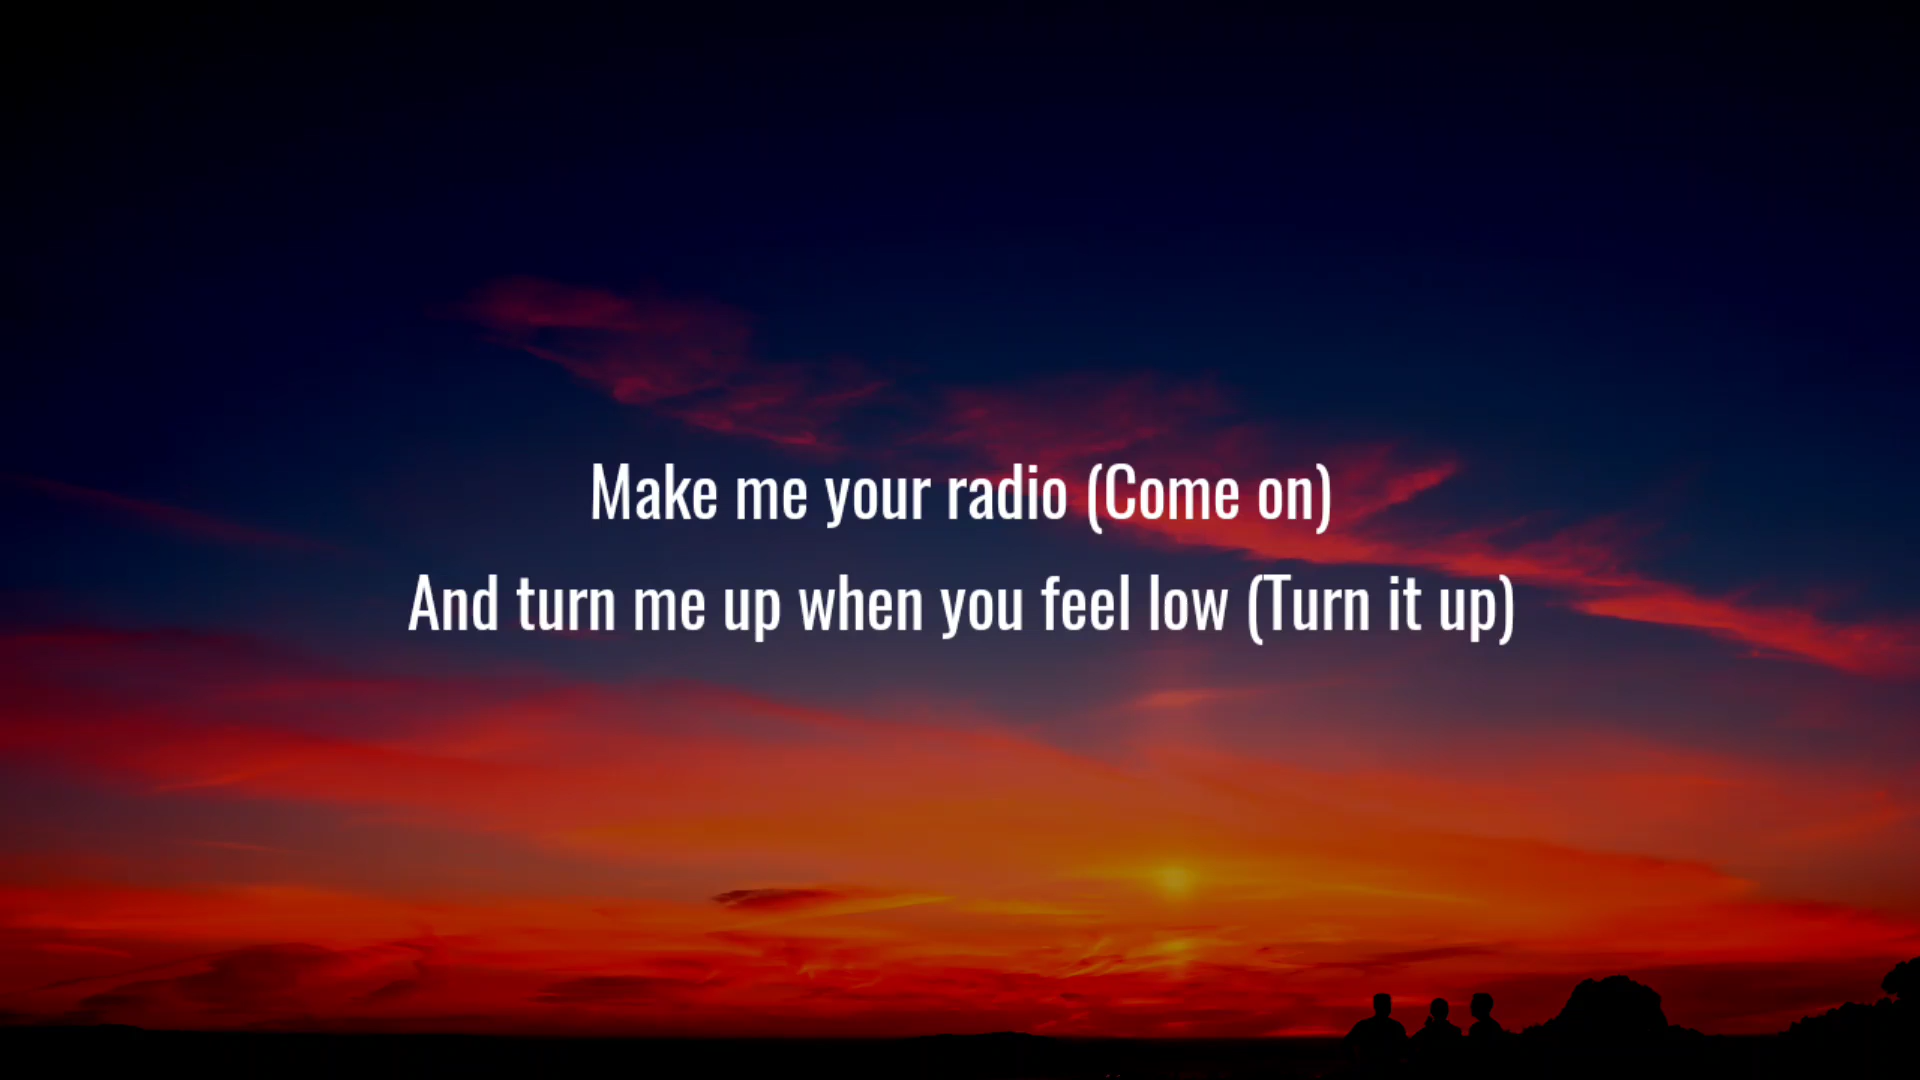 Make me your radio (Come on)
And turn me up when you feel low (Turn it up)